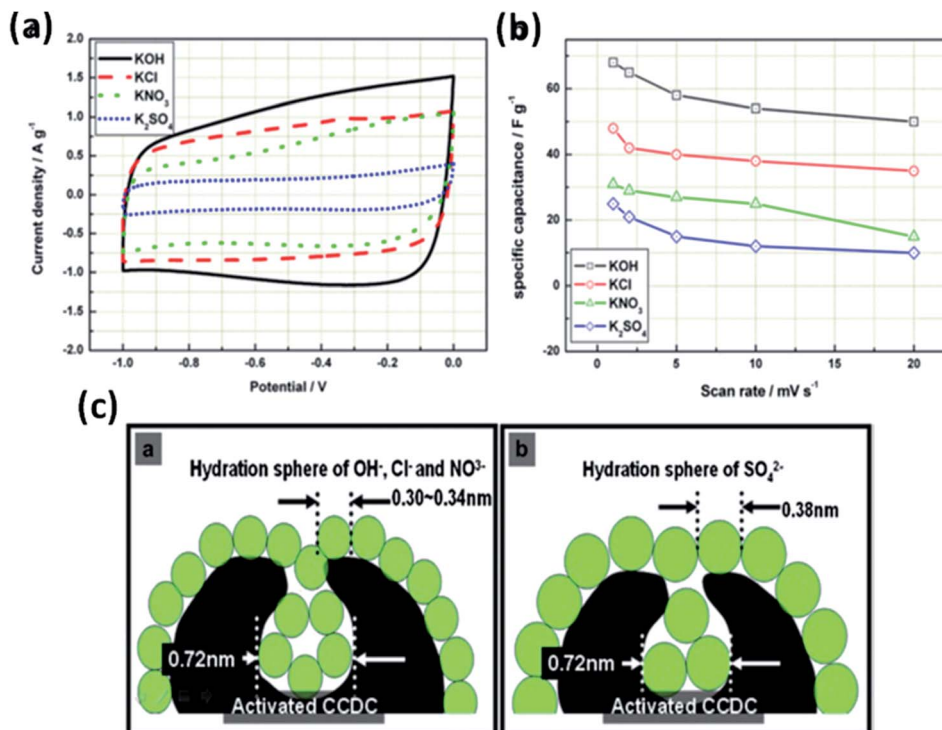 (a)
2.0
1.5
1.0
0.5
0.0
-0.5
-1.0
1.5
2.0
Current density / A g⁻¹
KOH
KCl
KNO₃
K₂SO₄
-1.0 -0.8 -0.6 -0.4 -0.2 0.0
Potential / V
(b)
60
40
20
0
-20
specific capacitance / F g⁻¹
KOH
KCl
KNO₃
K₂SO₄
0 5 10 15 20
Scan rate / mV s⁻¹
(c)
a
Hydration sphere of OH⁻, Cl⁻ and NO³⁻
0.30~0.34nm
0.72nm
Activated CCDC
b
Hydration sphere of SO₄²⁻
0.38nm
0.72nm
Activated CCDC